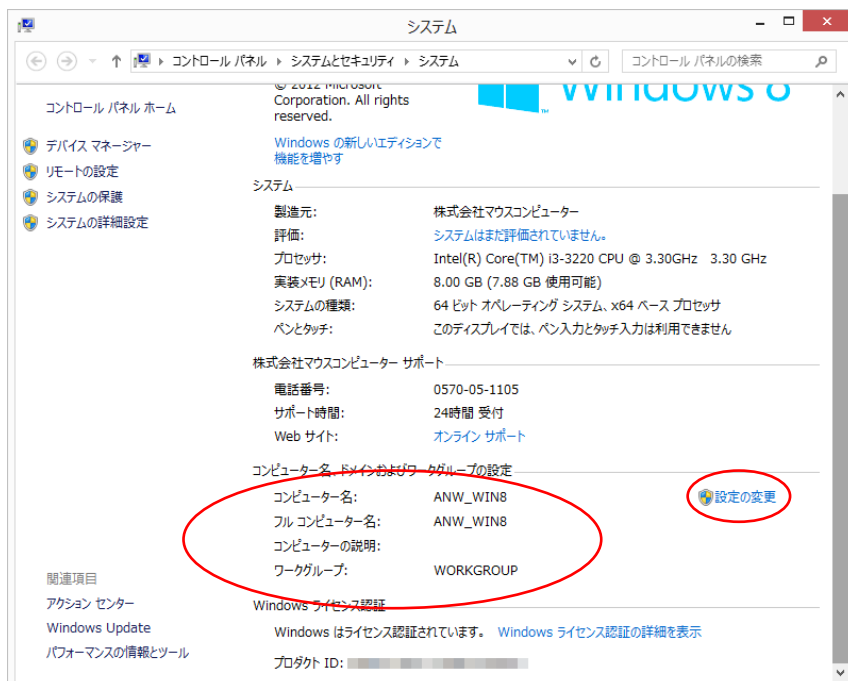 システム
コントロール パネル ▸ システムとセキュリティ ▸ システム
コントロール パネルの検索
コントロール パネル ホーム
デバイス マネージャー
リモートの設定
システムの保護
システムの詳細設定
© 2012 Microsoft
Corporation. All rights
reserved.
Windows 8
Windows の新しいエディションで
機能を増やす
システム
製造元: 株式会社マウスコンピューター
評価: システムはまだ評価されていません。
プロセッサ: Intel(R) Core(TM) i3-3220 CPU @ 3.30GHz 3.30 GHz
実装メモリ (RAM): 8.00 GB (7.88 GB 使用可能)
システムの種類: 64 ビット オペレーティング システム、x64 ベース プロセッサ
ペンとタッチ: このディスプレイでは、ペン入力とタッチ入力は利用できません
株式会社マウスコンピューター サポート
電話番号: 0570-05-1105
サポート時間: 24時間 受付
Web サイト: オンライン サポート
コンピューター名、ドメインおよびワークグループの設定
コンピューター名: ANW_WIN8
設定の変更
フル コンピューター名: ANW_WIN8
コンピューターの説明:
ワークグループ: WORKGROUP
Windows ライセンス認証
Windows はライセンス認証されています。 Windows ライセンス認証の詳細を表示
プロダクト ID:
関連項目
アクション センター
Windows Update
パフォーマンスの情報とツール